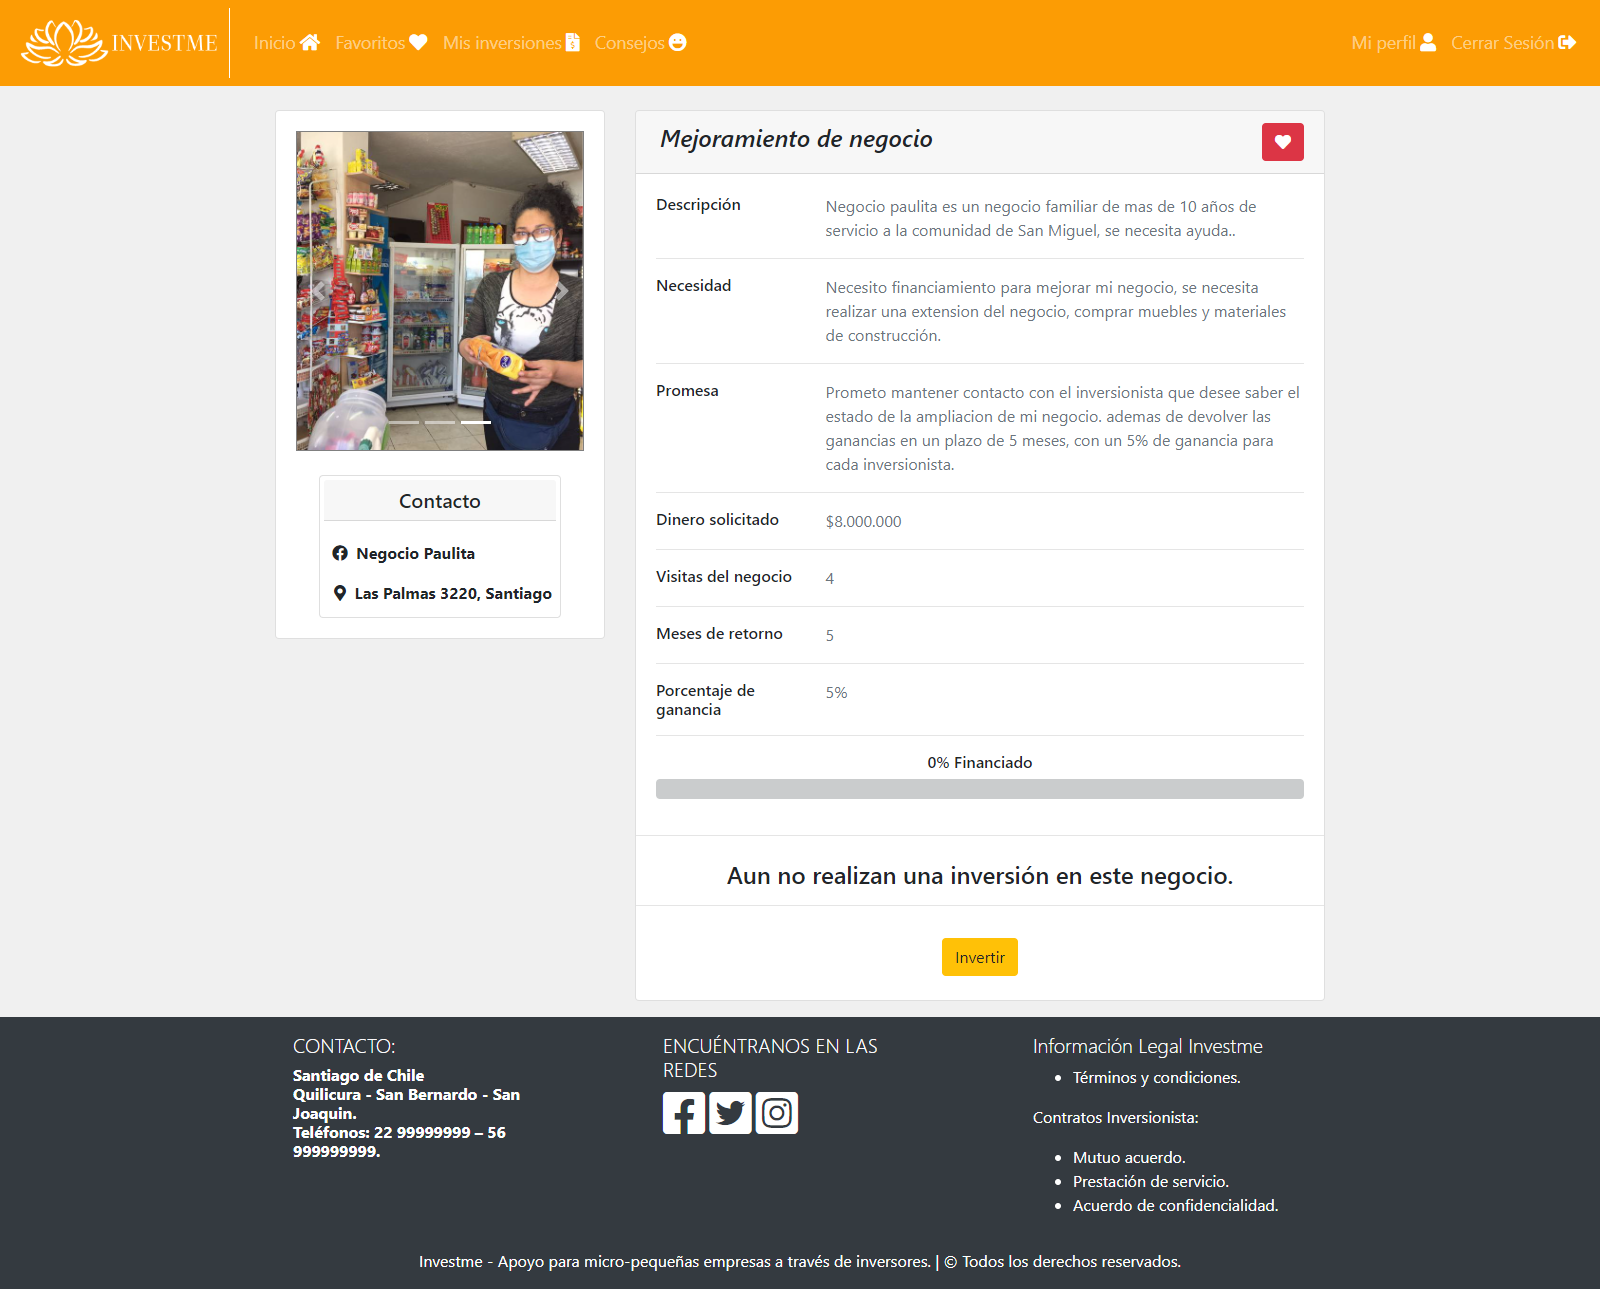 INVESTME
Inicio
Favoritos
Mis inversiones
Consejos
Mi perfil
Cerrar Sesión
Contacto
Negocio Paulita
Las Palmas 3220, Santiago
Mejoramiento de negocio
Descripción
Negocio paulita es un negocio familiar de mas de 10 años de
servicio a la comunidad de San Miguel, se necesita ayuda..
Necesidad
Necesito financiamiento para mejorar mi negocio, se necesita
realizar una extension del negocio, comprar muebles y materiales
de construcción.
Promesa
Prometo mantener contacto con el inversionista que desee saber el
estado de la ampliacion de mi negocio. ademas de devolver las
ganancias en un plazo de 5 meses, con un 5% de ganancia para
cada inversionista.
Dinero solicitado
$8.000.000
Visitas del negocio
4
Meses de retorno
5
Porcentaje de
ganancia
5%
0% Financiado
Aun no realizan una inversión en este negocio.
Invertir
CONTACTO:
Santiago de Chile
Quilicura - San Bernardo - San
Joaquin.
Teléfonos: 22 99999999 – 56
999999999.
ENCUÉNTRANOS EN LAS
REDES
Información Legal Investme
Términos y condiciones.
Contratos Inversionista:
Mutuo acuerdo.
Prestación de servicio.
Acuerdo de confidencialidad.
Investme - Apoyo para micro-pequeñas empresas a través de inversores. | © Todos los derechos reservados.